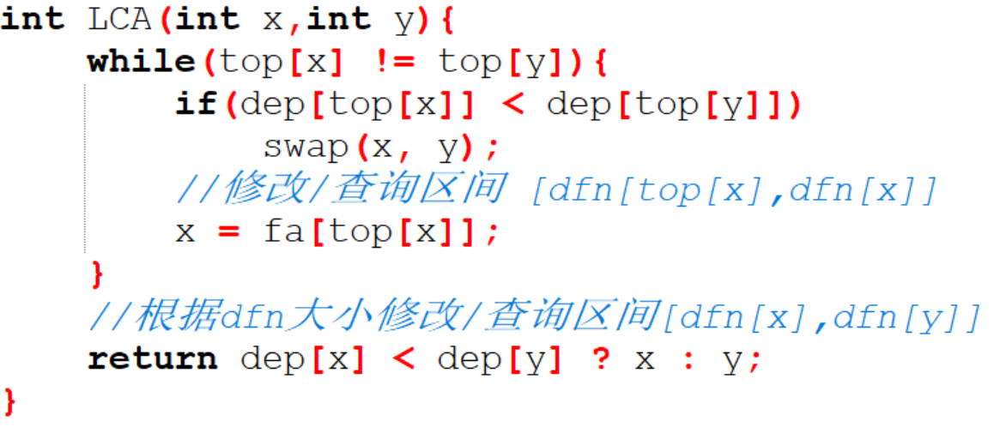 int LCA(int x,int y){
    while(top[x] != top[y]){
        if(dep[top[x]] < dep[top[y]])
            swap(x, y);
        //修改/查询区间 [dfn[top[x],dfn[x]]
        x = fa[top[x]];
    }
    //根据dfn大小修改/查询区间[dfn[x],dfn[y]]
    return dep[x] < dep[y] ? x : y;
}